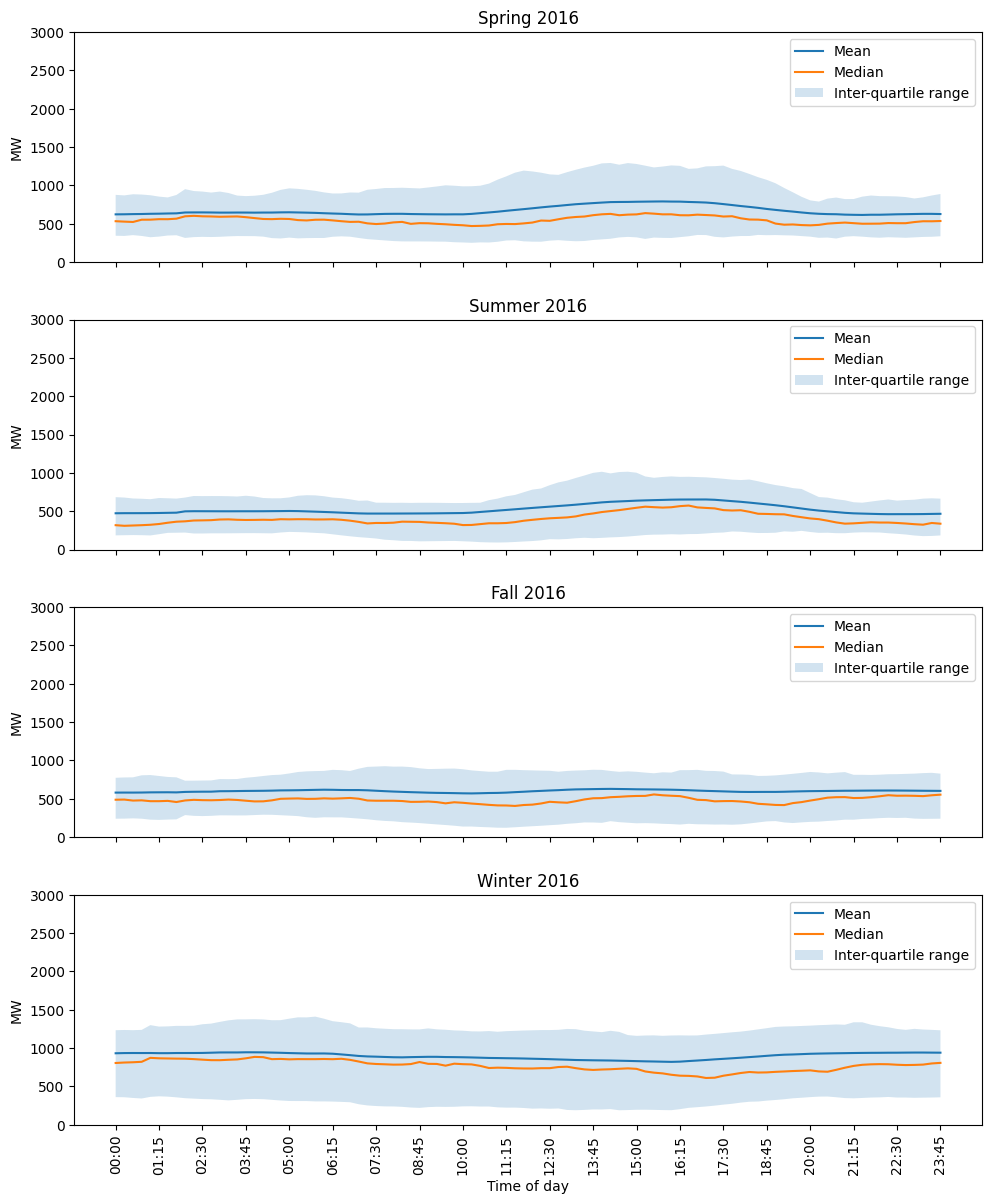 Spring 2016
3000
2500
2000
1500
1000
500
0
MW
Mean
Median
Inter-quartile range
Summer 2016
3000
2500
2000
1500
1000
500
0
MW
Mean
Median
Inter-quartile range
Fall 2016
3000
2500
2000
1500
1000
500
0
MW
Mean
Median
Inter-quartile range
Winter 2016
3000
2500
2000
1500
1000
500
0
MW
Mean
Median
Inter-quartile range
00:00
01:15
02:30
03:45
05:00
06:15
07:30
08:45
10:00
11:15
12:30
13:45
15:00
16:15
17:30
18:45
20:00
21:15
22:30
23:45
Time of day